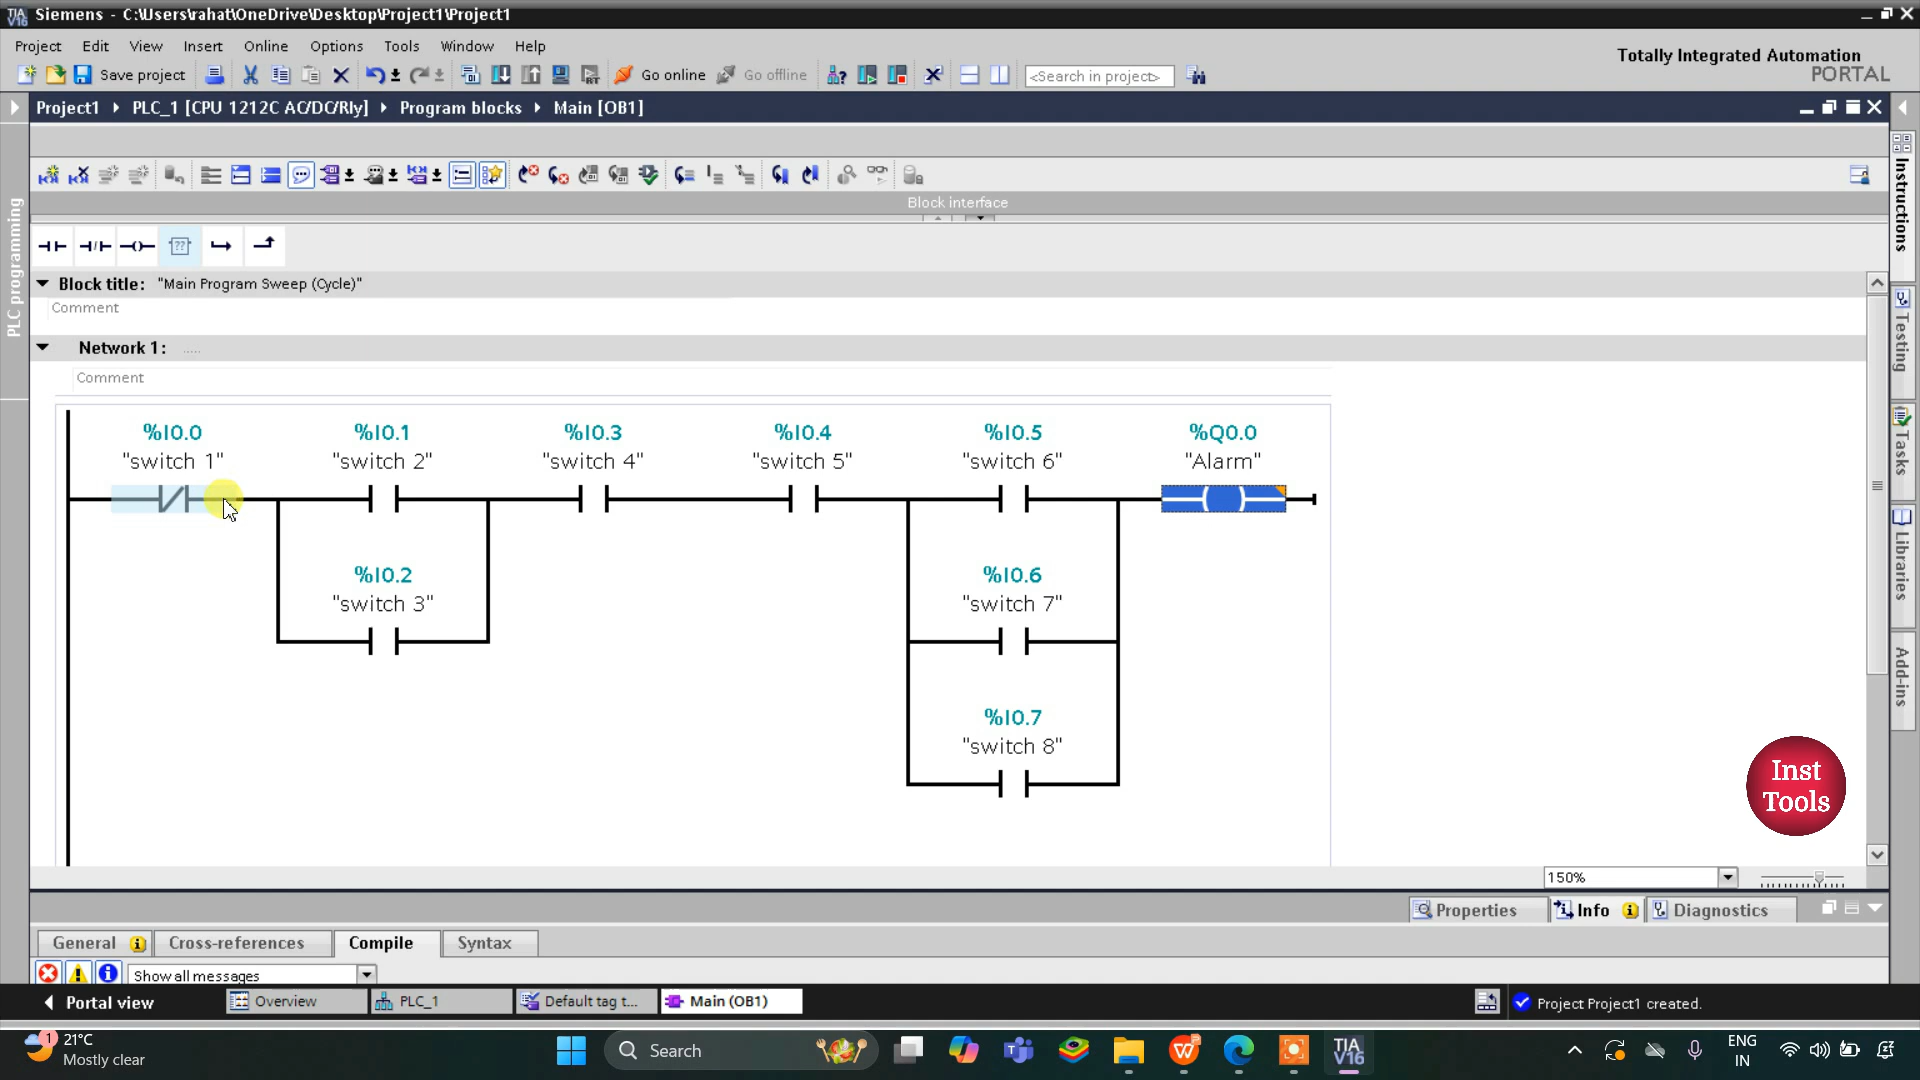 Siemens - C:\Users\rahat\OneDrive\Desktop\Project1\Project1
Project Edit View Insert Online Options Tools Window Help
Totally Integrated Automation
PORTAL
Save project Go online Go offline <Search in project>
Project1 PLC_1 [CPU 1212C AC/DC/Rly] Program blocks Main [OB1]
Block interface
??
Block title: "Main Program Sweep (Cycle)"
Comment
Network 1: .....
Comment
%I0.0 %I0.1 %I0.3 %I0.4 %I0.5 %Q0.0
"switch 1" "switch 2" "switch 4" "switch 5" "switch 6" "Alarm"
%I0.2 %I0.6
"switch 3" "switch 7"
%I0.7
"switch 8"
Inst
Tools
150%
Properties Info Diagnostics
General Cross-references Compile Syntax
Show all messages
Portal view Overview PLC_1 Default tag t... Main (OB1) Project Project1 created.
PLC programming
Instructions
Testing
Tasks
Libraries
Add-ins
1
21°C
Mostly clear
Search
TIA
V16
ENG
IN